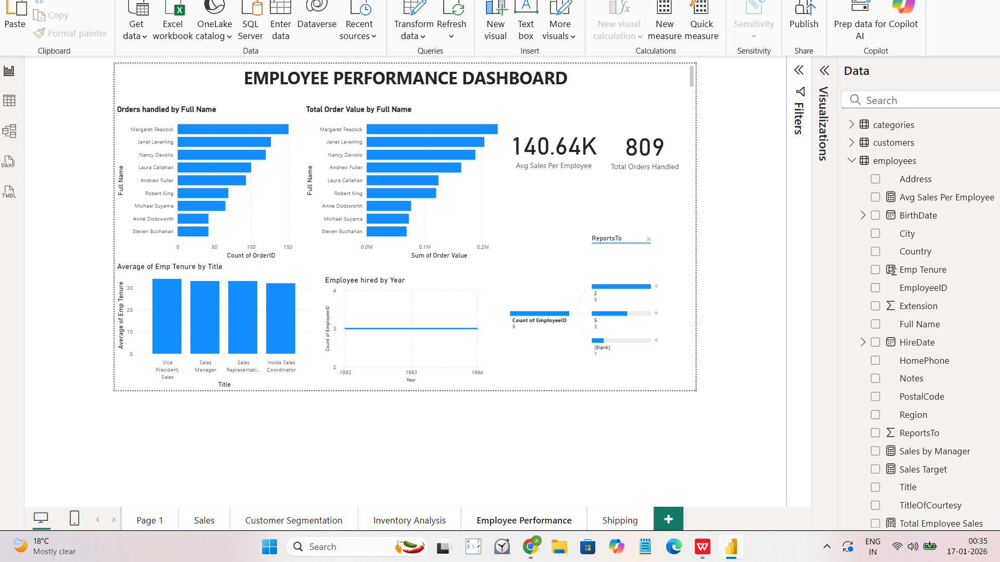 Paste
Copy
Format painter
Clipboard
Get data
Excel workbook
OneLake catalog
SQL Server
Enter data
Dataverse
Recent sources
Data
Transform data
Refresh
Queries
New visual
Text box
More visuals
Insert
New visual calculation
New measure
Quick measure
Calculations
Sensitivity
Sensitivity
Publish
Share
Prep data for AI
Copilot
Copilot
DAX
TMDL
EMPLOYEE PERFORMANCE DASHBOARD
Orders handled by Full Name
Full Name
Margaret Peacock
Janet Leverling
Nancy Davolio
Laura Callahan
Andrew Fuller
Robert King
Michael Suyama
Anne Dodsworth
Steven Buchanan
0 50 100 150
Count of OrderID
Total Order Value by Full Name
Full Name
Margaret Peacock
Janet Leverling
Nancy Davolio
Andrew Fuller
Laura Callahan
Robert King
Anne Dodsworth
Michael Suyama
Steven Buchanan
0.0M 0.1M 0.2M
Sum of Order Value
140.64K
Avg Sales Per Employee
809
Total Orders Handled
Average of Emp Tenure by Title
Average of Emp Tenure
30
20
10
0
Vice President, Sales
Sales Manager
Sales Representati...
Inside Sales Coordinator
Title
Employee hired by Year
Count of EmployeeID
4
3
2
1992 1993 1994
Year
ReportsTo
Count of EmployeeID
9
2
5
5
3
(Blank)
1
Filters
Visualizations
Data
Search
categories
customers
employees
Address
Avg Sales Per Employee
BirthDate
City
Country
Emp Tenure
EmployeeID
Extension
Full Name
HireDate
HomePhone
Notes
PostalCode
Region
ReportsTo
Sales by Manager
Sales Target
Title
TitleOfCourtesy
Total Employee Sales
Page 1
Sales
Customer Segmentation
Inventory Analysis
Employee Performance
Shipping
18°C
Mostly clear
Search
ENG
IN
00:35
17-01-2026